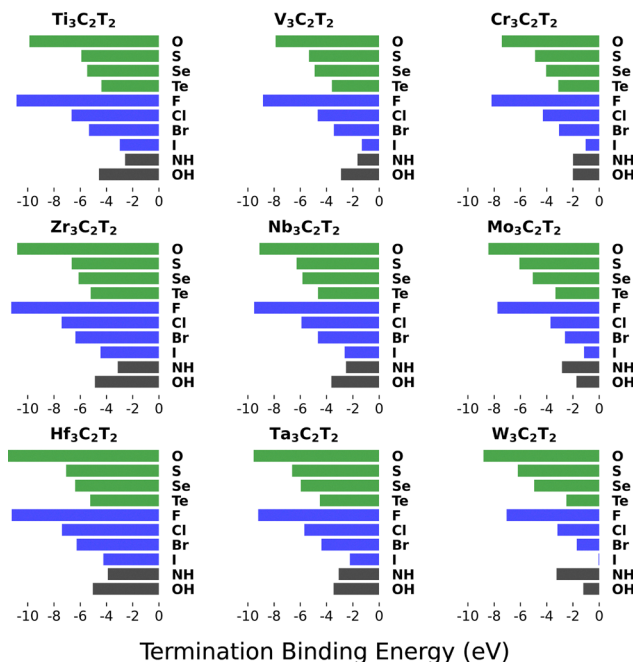 Ti₃C₂T₂
O
S
Se
Te
F
Cl
Br
I
NH
OH
-10 -8 -6 -4 -2 0
V₃C₂T₂
O
S
Se
Te
F
Cl
Br
I
NH
OH
-10 -8 -6 -4 -2 0
Cr₃C₂T₂
O
S
Se
Te
F
Cl
Br
I
NH
OH
-10 -8 -6 -4 -2 0
Zr₃C₂T₂
O
S
Se
Te
F
Cl
Br
I
NH
OH
-10 -8 -6 -4 -2 0
Nb₃C₂T₂
O
S
Se
Te
F
Cl
Br
I
NH
OH
-10 -8 -6 -4 -2 0
Mo₃C₂T₂
O
S
Se
Te
F
Cl
Br
I
NH
OH
-10 -8 -6 -4 -2 0
Hf₃C₂T₂
O
S
Se
Te
F
Cl
Br
I
NH
OH
-10 -8 -6 -4 -2 0
Ta₃C₂T₂
O
S
Se
Te
F
Cl
Br
I
NH
OH
-10 -8 -6 -4 -2 0
W₃C₂T₂
O
S
Se
Te
F
Cl
Br
I
NH
OH
-10 -8 -6 -4 -2 0
Termination Binding Energy (eV)